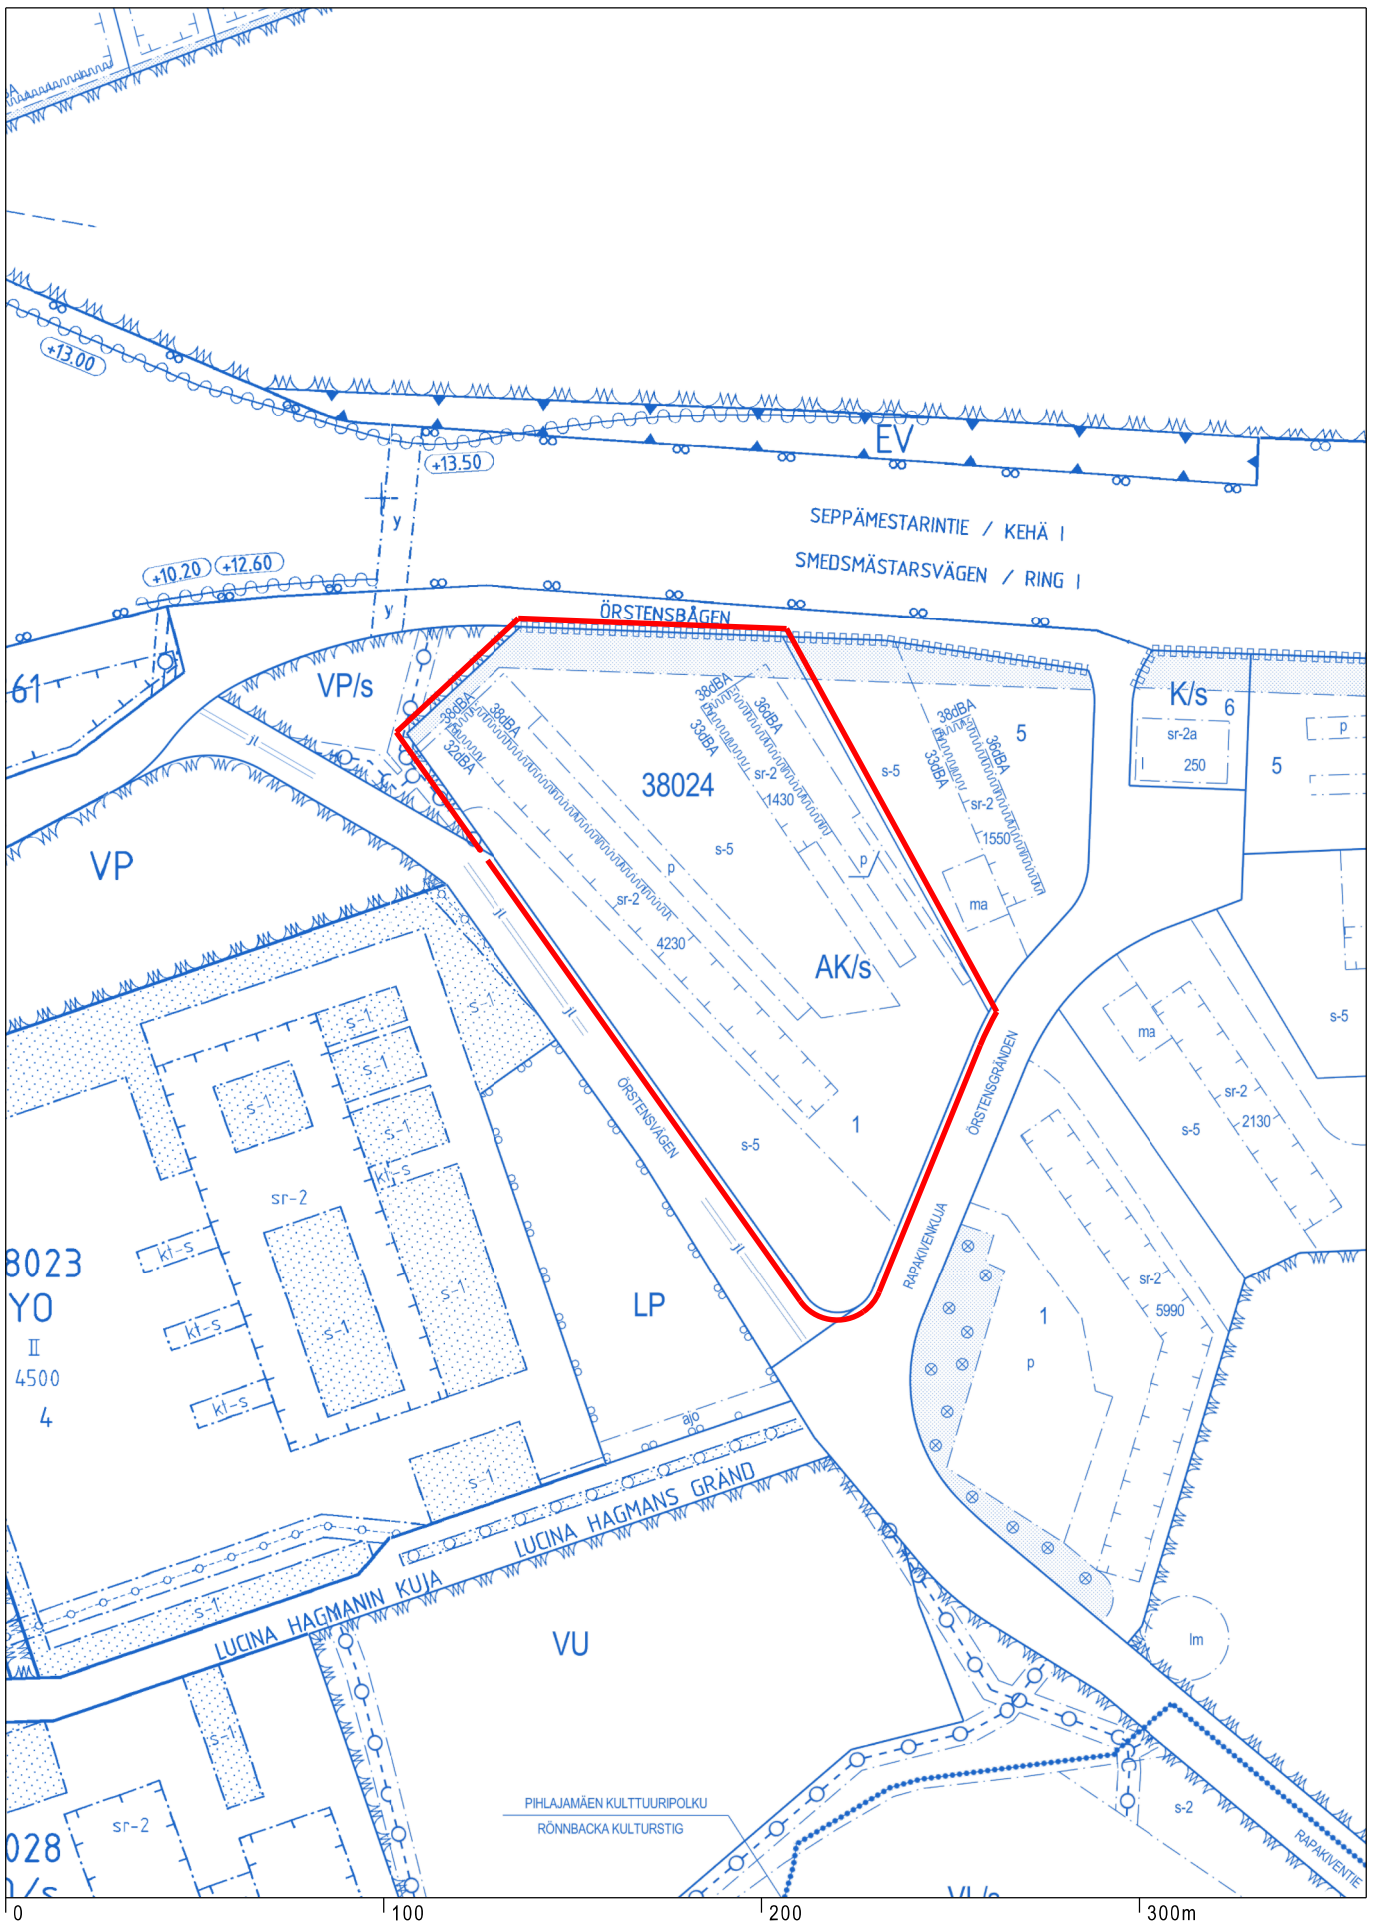 +13.00
EV
+13.50
y
SEPPÄMESTARINTIE / KEHÄ I
SMEDSMÄSTARSVÄGEN / RING I
+10.20
+12.60
y
ÖRSTENSBÅGEN
61
VP/s
K/s
6
sr-2a
250
p
5
5
38dBA
38dBA
32dBA
38dBA
36dBA
33dBA
38dBA
36dBA
33dBA
jl
38024
sr-2
1430
s-5
sr-2
1550
VP
s-5
p
p
ma
sr-2
4230
jl
AK/s
s-1
s-1
s-1
s-1
s-1
kl-s
ma
s-5
sr-2
2130
s-5
ÖRSTENSVÄGEN
ÖRSTENSGRÄNDEN
1
s-5
sr-2
kl-s
8023
YO
II
4500
4
kl-s
kl-s
s-1
s-1
LP
jl
RAPAKIVENKUJA
1
p
sr-2
5990
ajo
s-1
LUCINA HAGMANS GRÄND
LUCINA HAGMANIN KUJA
s-1
VU
lm
s-1
sr-2
028
PIHLAJAMÄEN KULTTUURIPOLKU
RÖNNBACKA KULTURSTIG
s-2
RAPAKIVENTIE
VL/s
0
100
200
300m